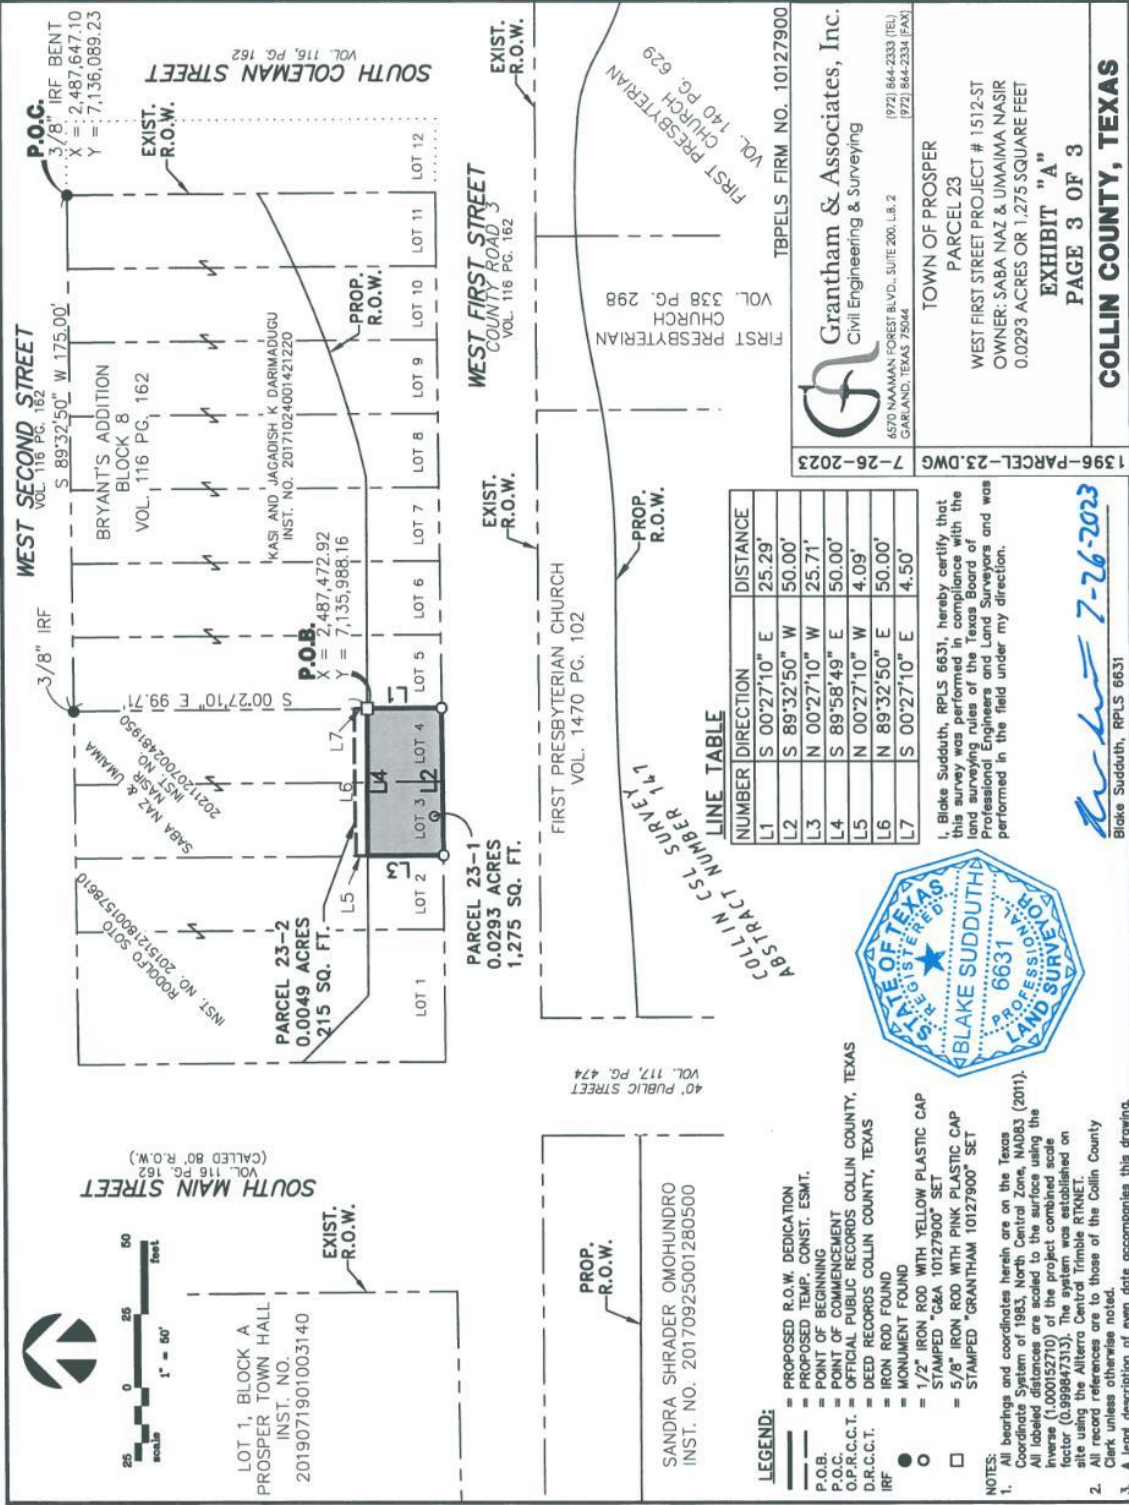 WEST SECOND STREET
VOL. 116 PG. 162
S 89°32'50" W 175.00'
P.O.C.
3/8" IRF BENT
X = 2,487,647.10
Y = 7,136,089.23
SOUTH COLEMAN STREET
VOL. 116, PG. 162
EXIST.
R.O.W.
3/8" IRF
BRYANT'S ADDITION
BLOCK 8
VOL. 116 PG. 162
S 00°27'10" E 99.71'
KASI AND JAGADISH K DARIMADUGU
INST. NO. 20171024001421220
PROP.
R.O.W.
P.O.B.
X = 2,487,472.92
Y = 7,135,988.16
SABA NAZ &
NASIR UMAIMA
INST. NO.
20211207002481950
RODOLFO SOTO
INST. NO. 20151218001578610
L5
L6
L7
L4
L2
L3
L1
LOT 1
LOT 2
LOT 3
LOT 4
LOT 5
LOT 6
LOT 7
LOT 8
LOT 9
LOT 10
LOT 11
LOT 12
PARCEL 23-2
0.0049 ACRES
215 SQ. FT.
PARCEL 23-1
0.0293 ACRES
1,275 SQ. FT.
SOUTH MAIN STREET
VOL. 116 PG. 162
(CALLED 80' R.O.W.)
25 0 25 50
scale 1" = 50' feet
LOT 1, BLOCK A
PROSPER TOWN HALL
INST. NO.
20190719010003140
EXIST.
R.O.W.
WEST FIRST STREET
COUNTY ROAD 3
VOL. 116 PG. 162
EXIST.
R.O.W.
EXIST.
R.O.W.
40' PUBLIC STREET
VOL. 117, PG. 474
FIRST PRESBYTERIAN CHURCH
VOL. 1470 PG. 102
FIRST PRESBYTERIAN
CHURCH
VOL. 338 PG. 298
FIRST PRESBYTERIAN
CHURCH
VOL. 140 PG. 629
PROP.
R.O.W.
PROP.
R.O.W.
SANDRA SHRADER OMOHUNDRO
INST. NO. 20170925001280500
COLLIN CSL SURVEY
ABSTRACT NUMBER 147
LEGEND:
= PROPOSED R.O.W. DEDICATION
= PROPOSED TEMP. CONST. ESMT.
P.O.B. = POINT OF BEGINNING
P.O.C. = POINT OF COMMENCEMENT
O.P.R.C.C.T. = OFFICIAL PUBLIC RECORDS COLLIN COUNTY, TEXAS
D.R.C.C.T. = DEED RECORDS COLLIN COUNTY, TEXAS
IRF = IRON ROD FOUND
= MONUMENT FOUND
= 1/2" IRON ROD WITH YELLOW PLASTIC CAP
STAMPED "G&A 10127900" SET
= 5/8" IRON ROD WITH PINK PLASTIC CAP
STAMPED "GRANTHAM 10127900" SET
NOTES:
1. All bearings and coordinates herein are on the Texas
Coordinate System of 1983, North Central Zone, NAD83 (2011).
All labeled distances are scaled to the surface using the
inverse (1.000152710) of the project combined scale
factor (0.999847313). The system was established on
site using the Allterra Central Trimble RTKNET.
2. All record references are to those of the Collin County
Clerk unless otherwise noted.
3. A legal description of even date accompanies this drawing.
LINE TABLE
NUMBER DIRECTION DISTANCE
L1 S 00°27'10" E 25.29'
L2 S 89°32'50" W 50.00'
L3 N 00°27'10" W 25.71'
L4 S 89°58'49" E 50.00'
L5 N 00°27'10" W 4.09'
L6 N 89°32'50" E 50.00'
L7 S 00°27'10" E 4.50'
I, Blake Sudduth, RPLS 6631, hereby certify that
this survey was performed in compliance with the
land surveying rules of the Texas Board of
Professional Engineers and Land Surveyors and was
performed in the field under my direction.
7-26-2023
Blake Sudduth, RPLS 6631
STATE OF TEXAS
REGISTERED
BLAKE SUDDUTH
6631
PROFESSIONAL
LAND SURVEYOR
TBPELS FIRM NO. 10127900
Grantham & Associates, Inc.
Civil Engineering & Surveying
6570 NAAMAN FOREST BLVD., SUITE 200, L.B. 2
GARLAND, TEXAS 75044
(972) 864-2333 (TEL)
(972) 864-2334 (FAX)
7-26-2023
TOWN OF PROSPER
PARCEL 23
WEST FIRST STREET PROJECT # 1512-ST
OWNER: SABA NAZ & UMAIMA NASIR
0.0293 ACRES OR 1,275 SQUARE FEET
EXHIBIT "A"
PAGE 3 OF 3
1396-PARCEL-23.DWG
COLLIN COUNTY, TEXAS